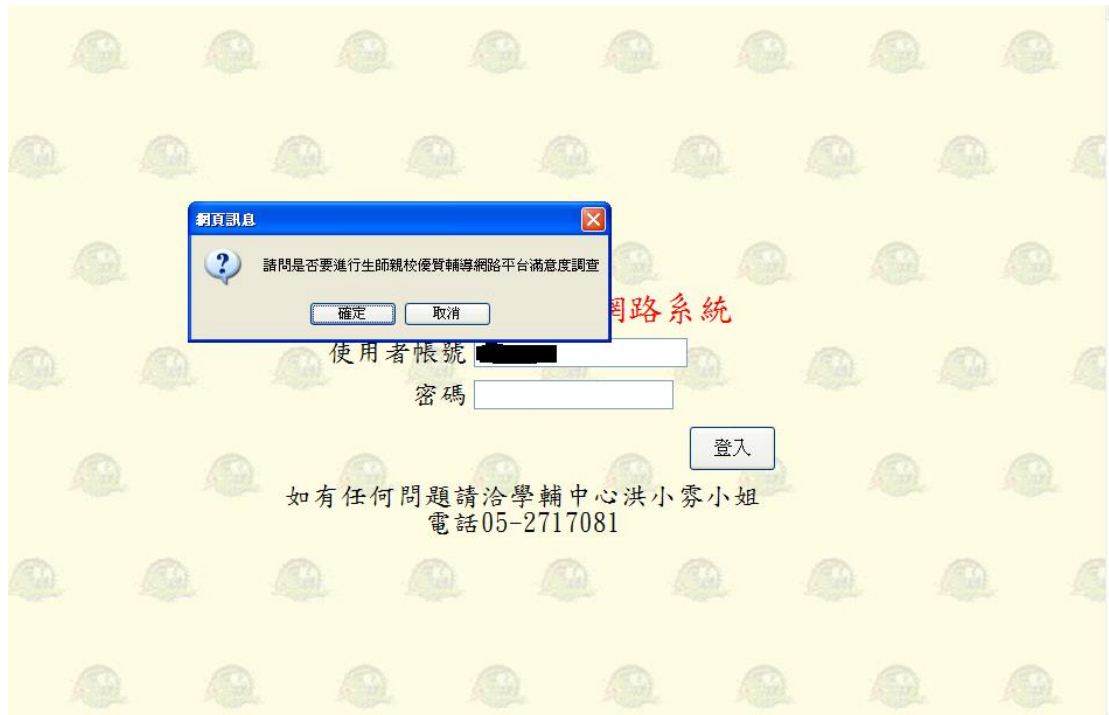 網頁訊息
請問是否要進行生師親校優質輔導網路平台滿意度調查
確定 取消
網路系統
使用者帳號
密碼
登入
如有任何問題請洽學輔中心洪小雰小姐
電話05-2717081